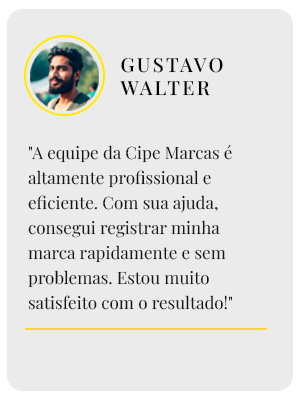 GUSTAVO
WALTER
"A equipe da Cipe Marcas é
altamente profissional e
eficiente. Com sua ajuda,
consegui registrar minha
marca rapidamente e sem
problemas. Estou muito
satisfeito com o resultado!"